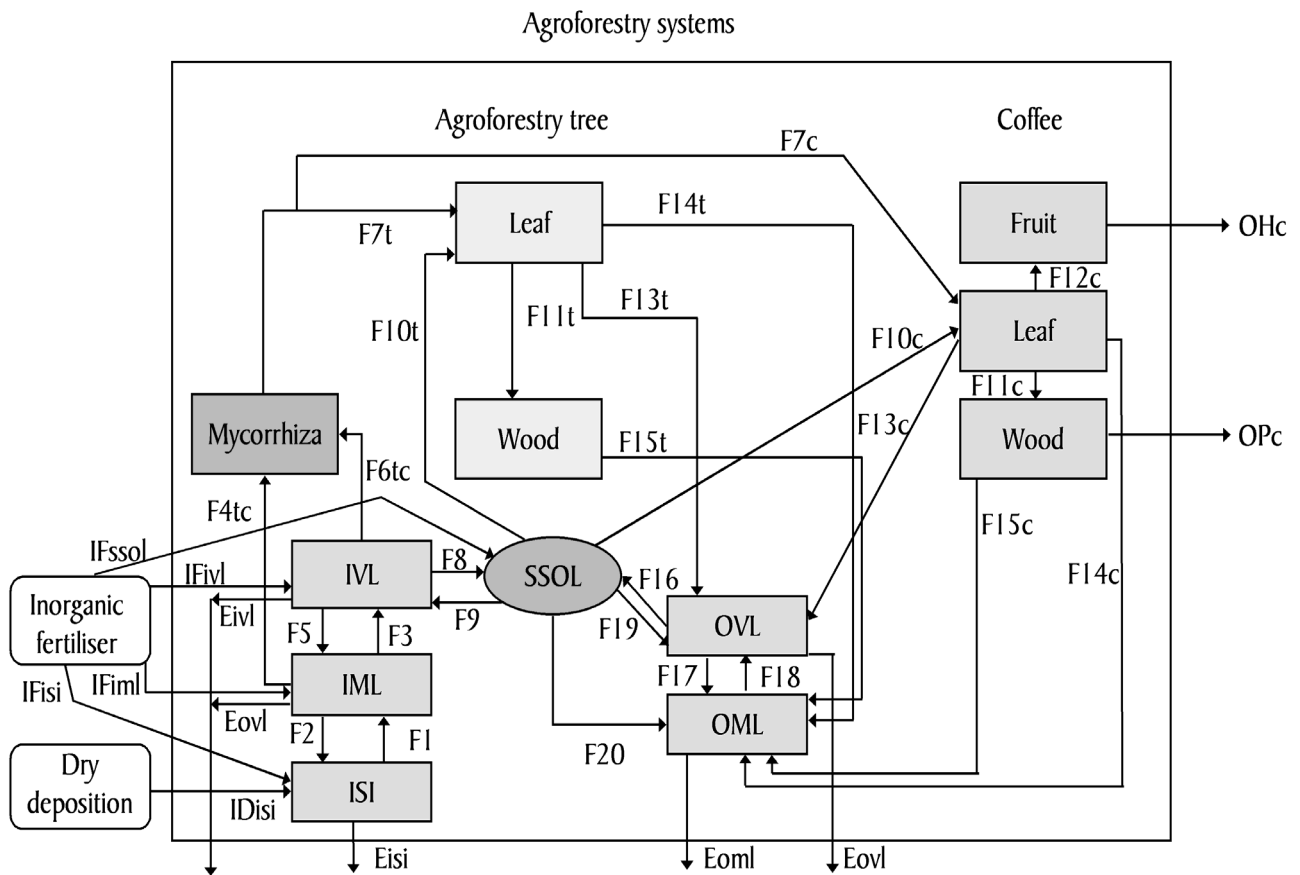 Agroforestry systems
Agroforestry tree
Coffee
F7c
Leaf
F14t
Fruit
OHc
F7t
F12c
F13t
F11t
F10t
F10c
Leaf
F11c
Mycorrhiza
Wood
F15t
F13c
Wood
OPc
F6tc
F4tc
F15c
IFssol
IFivl
IVL
F8
SSOL
F16
F14c
Inorganic
fertiliser
Eivl
F5
F3
F9
F19
OVL
IFisi
IFiml
IML
F17
F18
Eovl
F2
F1
F20
OML
Dry
deposition
IDisi
ISI
Eisi
Eoml
Eovl